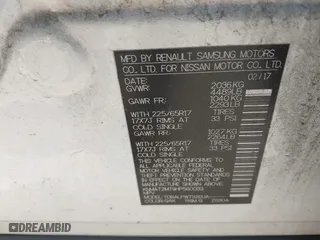 MFD BY RENAULT SAMSUNG MOTORS
CO., LTD. FOR NISSAN MOTOR CO., LTD.
DATE: 02/17
GVWR: 2036KG
4489LB
GAWR FR: 1040KG
2293LB
WITH 225/65R17 TIRES
17X7J RIMS AT 33 PSI
COLD SINGLE
GAWR RR: 1027KG
2264LB
WITH 225/65R17 TIRES
17X7J RIMS AT 33 PSI
COLD SINGLE
THIS VEHICLE CONFORMS TO ALL
APPLICABLE FEDERAL MOTOR
VEHICLE SAFETY AND THEFT
PREVENTION STANDARDS IN
EFFECT ON THE DATE OF
MANUFACTURE SHOWN ABOVE.
DREAMBID